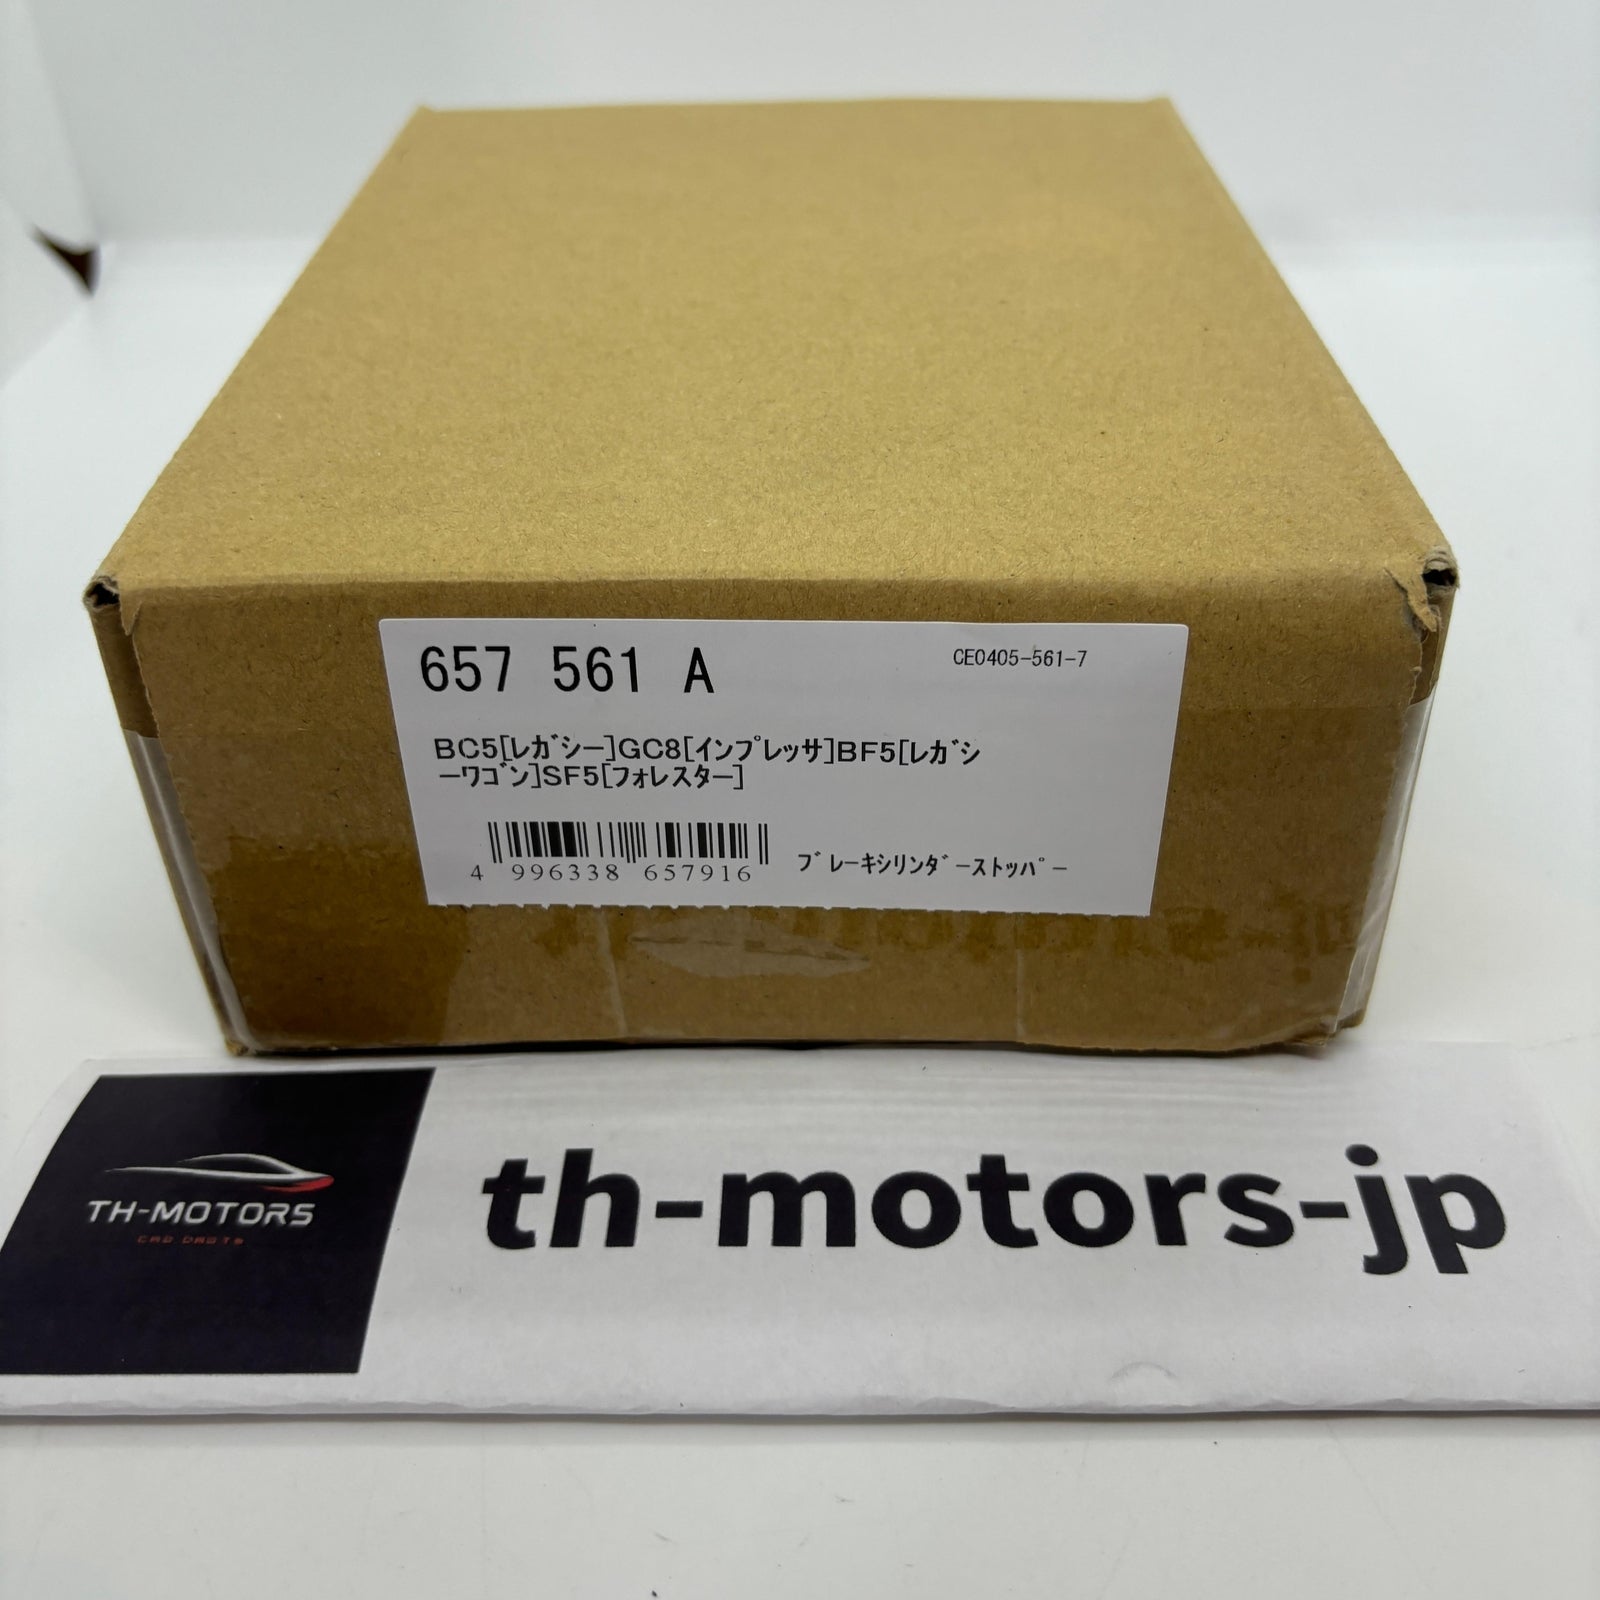 657 561 A
CE0405-561-7
BC5[レガシー]GC8[インプレッサ]BF5[レガシ
ーワゴン]SF5[フォレスター]
4 996338 657916
ブレーキシリンダーストッパー
TH-MOTORS
th-motors-jp